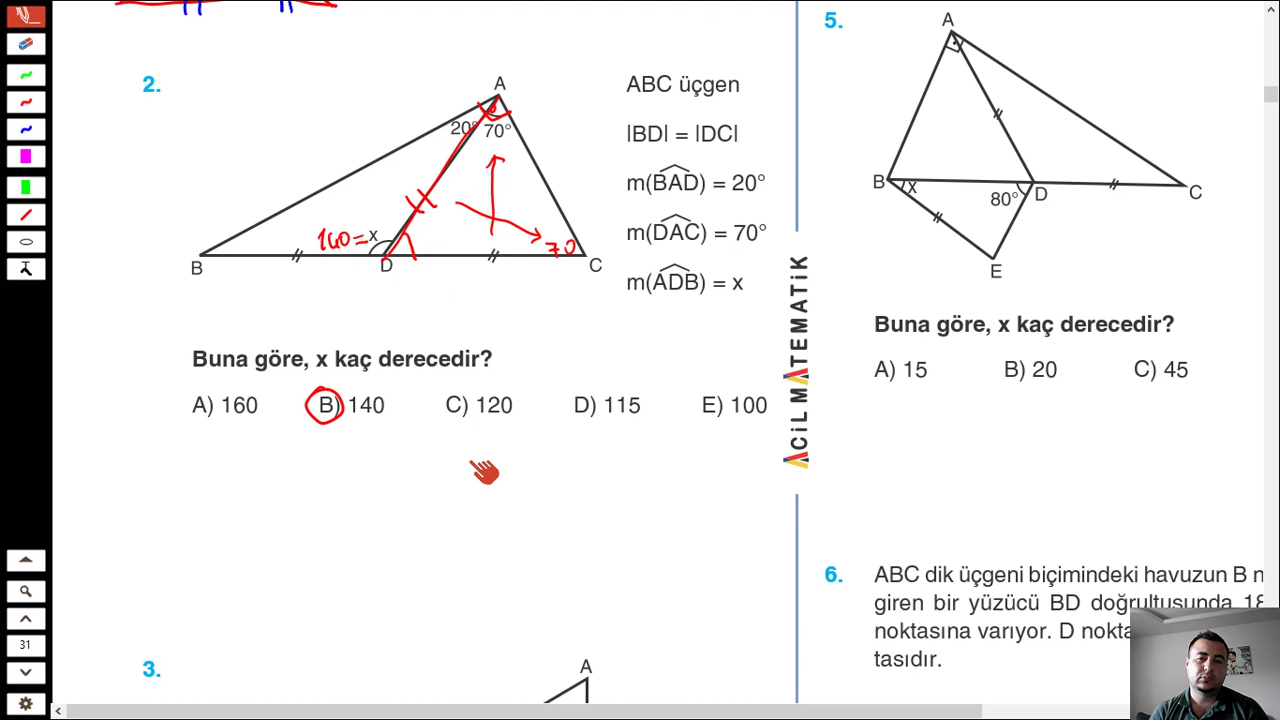 2.
A
20°
70°
140=
x
70
B
D
C
ABC üçgen
|BD| = |DC|
m(BAD) = 20°
m(DAC) = 70°
m(ADB) = x
Buna göre, x kaç derecedir?
A) 160
B) 140
C) 120
D) 115
E) 100
3.
A
ACİLMATEMATİK
5.
A
B
x
80°
D
C
E
Buna göre, x kaç derecedir?
A) 15
B) 20
C) 45
6.
ABC dik üçgeni biçimindeki havuzun B
giren bir yüzücü BD doğrultusunda 18
noktasına varıyor. D nokta
tasıdır.
31